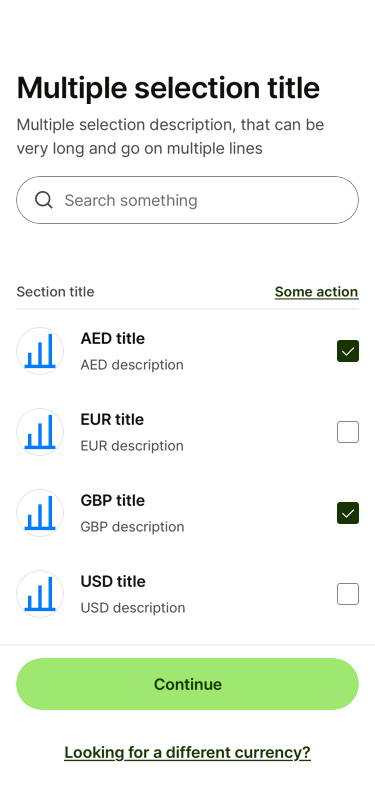 Multiple selection title
Multiple selection description, that can be
very long and go on multiple lines
Search something
Section title
Some action
AED title
AED description
EUR title
EUR description
GBP title
GBP description
USD title
USD description
Continue
Looking for a different currency?